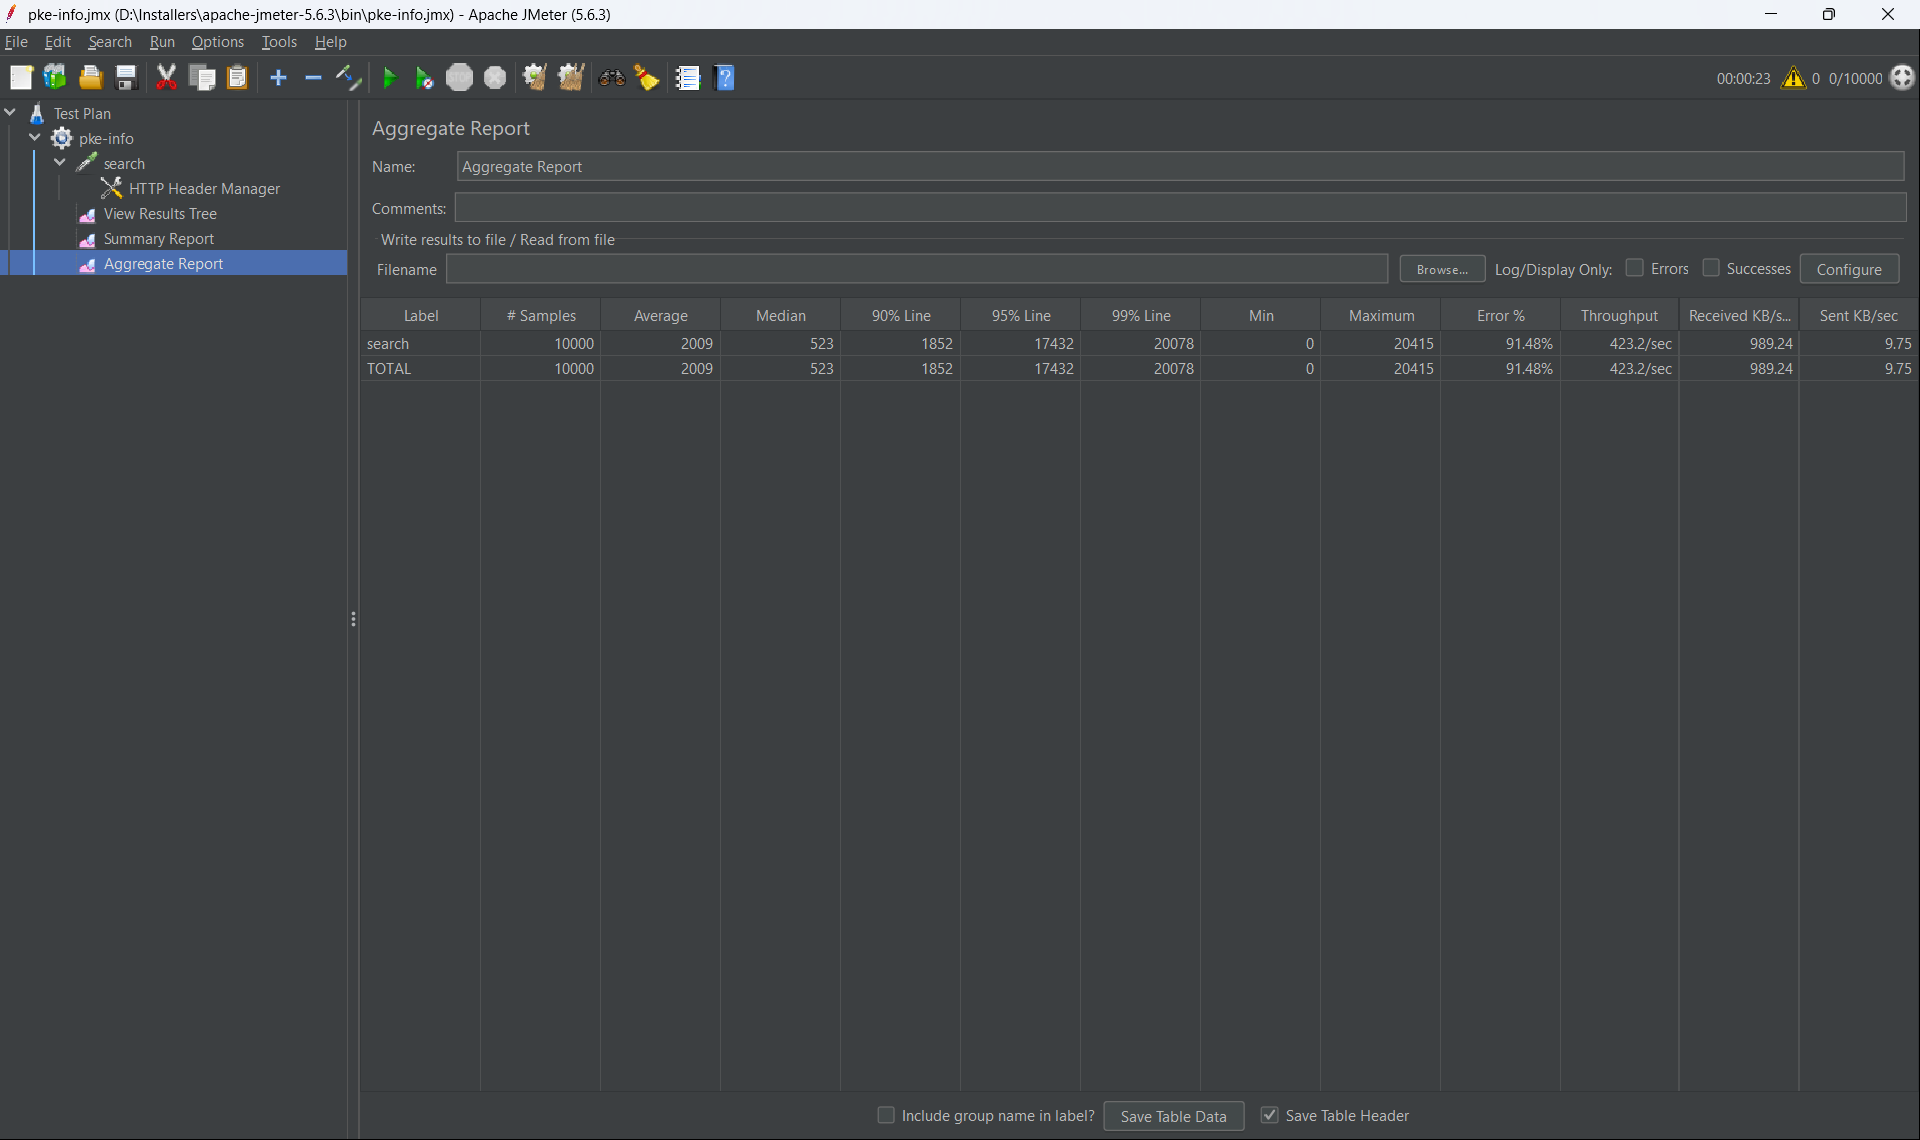 pke-info.jmx (D:\Installers\apache-jmeter-5.6.3\bin\pke-info.jmx) - Apache JMeter (5.6.3)
File Edit Search Run Options Tools Help
STOP ? 00:00:23 0 0/10000
Test Plan
pke-info
search
HTTP Header Manager
View Results Tree
Summary Report
Aggregate Report
Aggregate Report
Name: Aggregate Report
Comments:
Write results to file / Read from file
Filename Browse... Log/Display Only: Errors Successes Configure
Label # Samples Average Median 90% Line 95% Line 99% Line Min Maximum Error % Throughput Received KB/s... Sent KB/sec
search 10000 2009 523 1852 17432 20078 0 20415 91.48% 423.2/sec 989.24 9.75
TOTAL 10000 2009 523 1852 17432 20078 0 20415 91.48% 423.2/sec 989.24 9.75
Include group name in label? Save Table Data Save Table Header